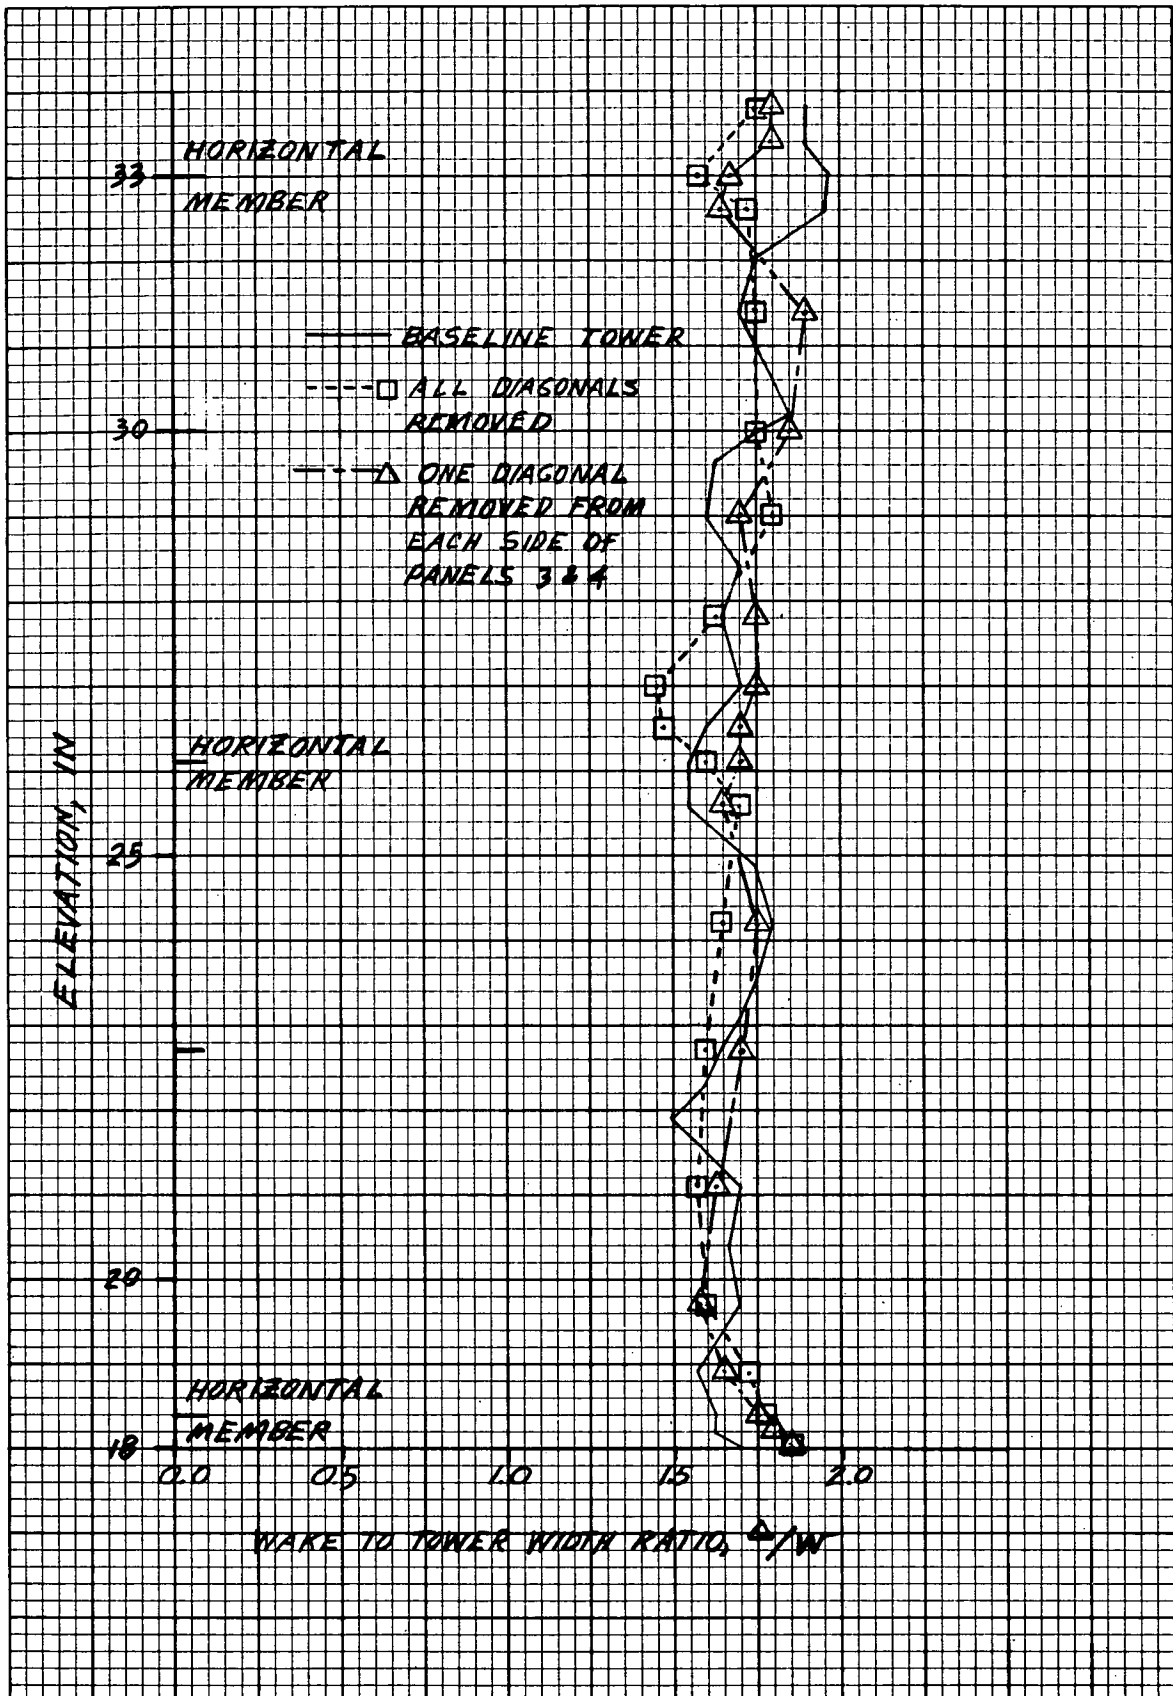 HORIZONTAL
33
MEMBER
BASELINE TOWER
ALL DIAGONALS
REMOVED
30
ONE DIAGONAL
REMOVED FROM
EACH SIDE OF
PANELS 3 & 4
HORIZONTAL
MEMBER
ELEVATION, IN
25
20
HORIZONTAL
MEMBER
18
0.0 0.5 1.0 1.5 2.0
WAKE TO TOWER WIDTH RATIO, Δ/W